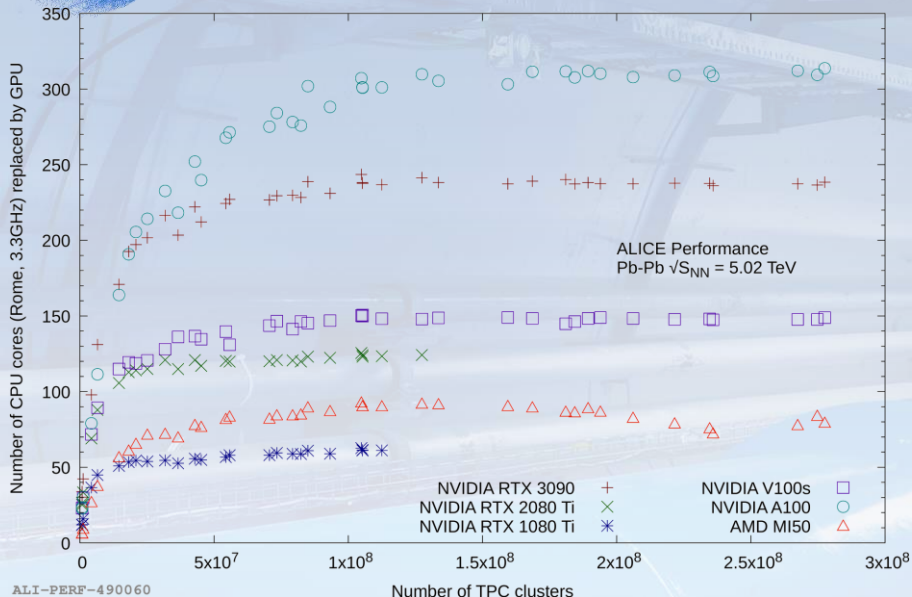 350
300
250
200
150
100
50
0
Number of CPU cores (Rome, 3.3GHz) replaced by GPU
ALICE Performance
Pb-Pb √S_NN = 5.02 TeV
NVIDIA RTX 3090 NVIDIA V100s
NVIDIA RTX 2080 Ti NVIDIA A100
NVIDIA RTX 1080 Ti AMD MI50
0 5x10⁷ 1x10⁸ 1.5x10⁸ 2x10⁸ 2.5x10⁸ 3x10⁸
Number of TPC clusters
ALI-PERF-490060